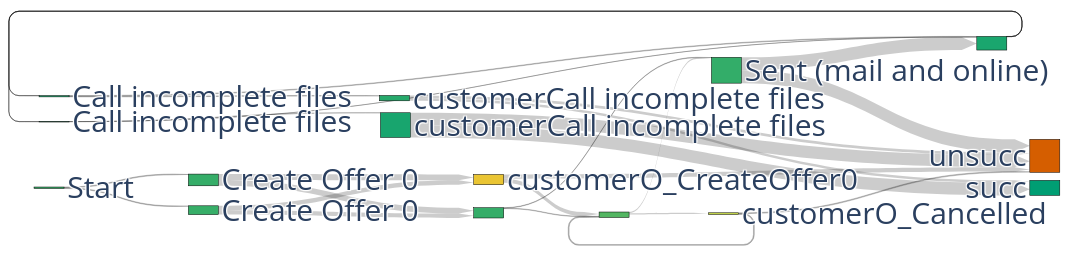 Sent (mail and online)
Call incomplete files
customerCall incomplete files
Call incomplete files
customerCall incomplete files
unsucc
Create Offer 0
customerO_CreateOffer0
Start
succ
Create Offer 0
customerO_Cancelled